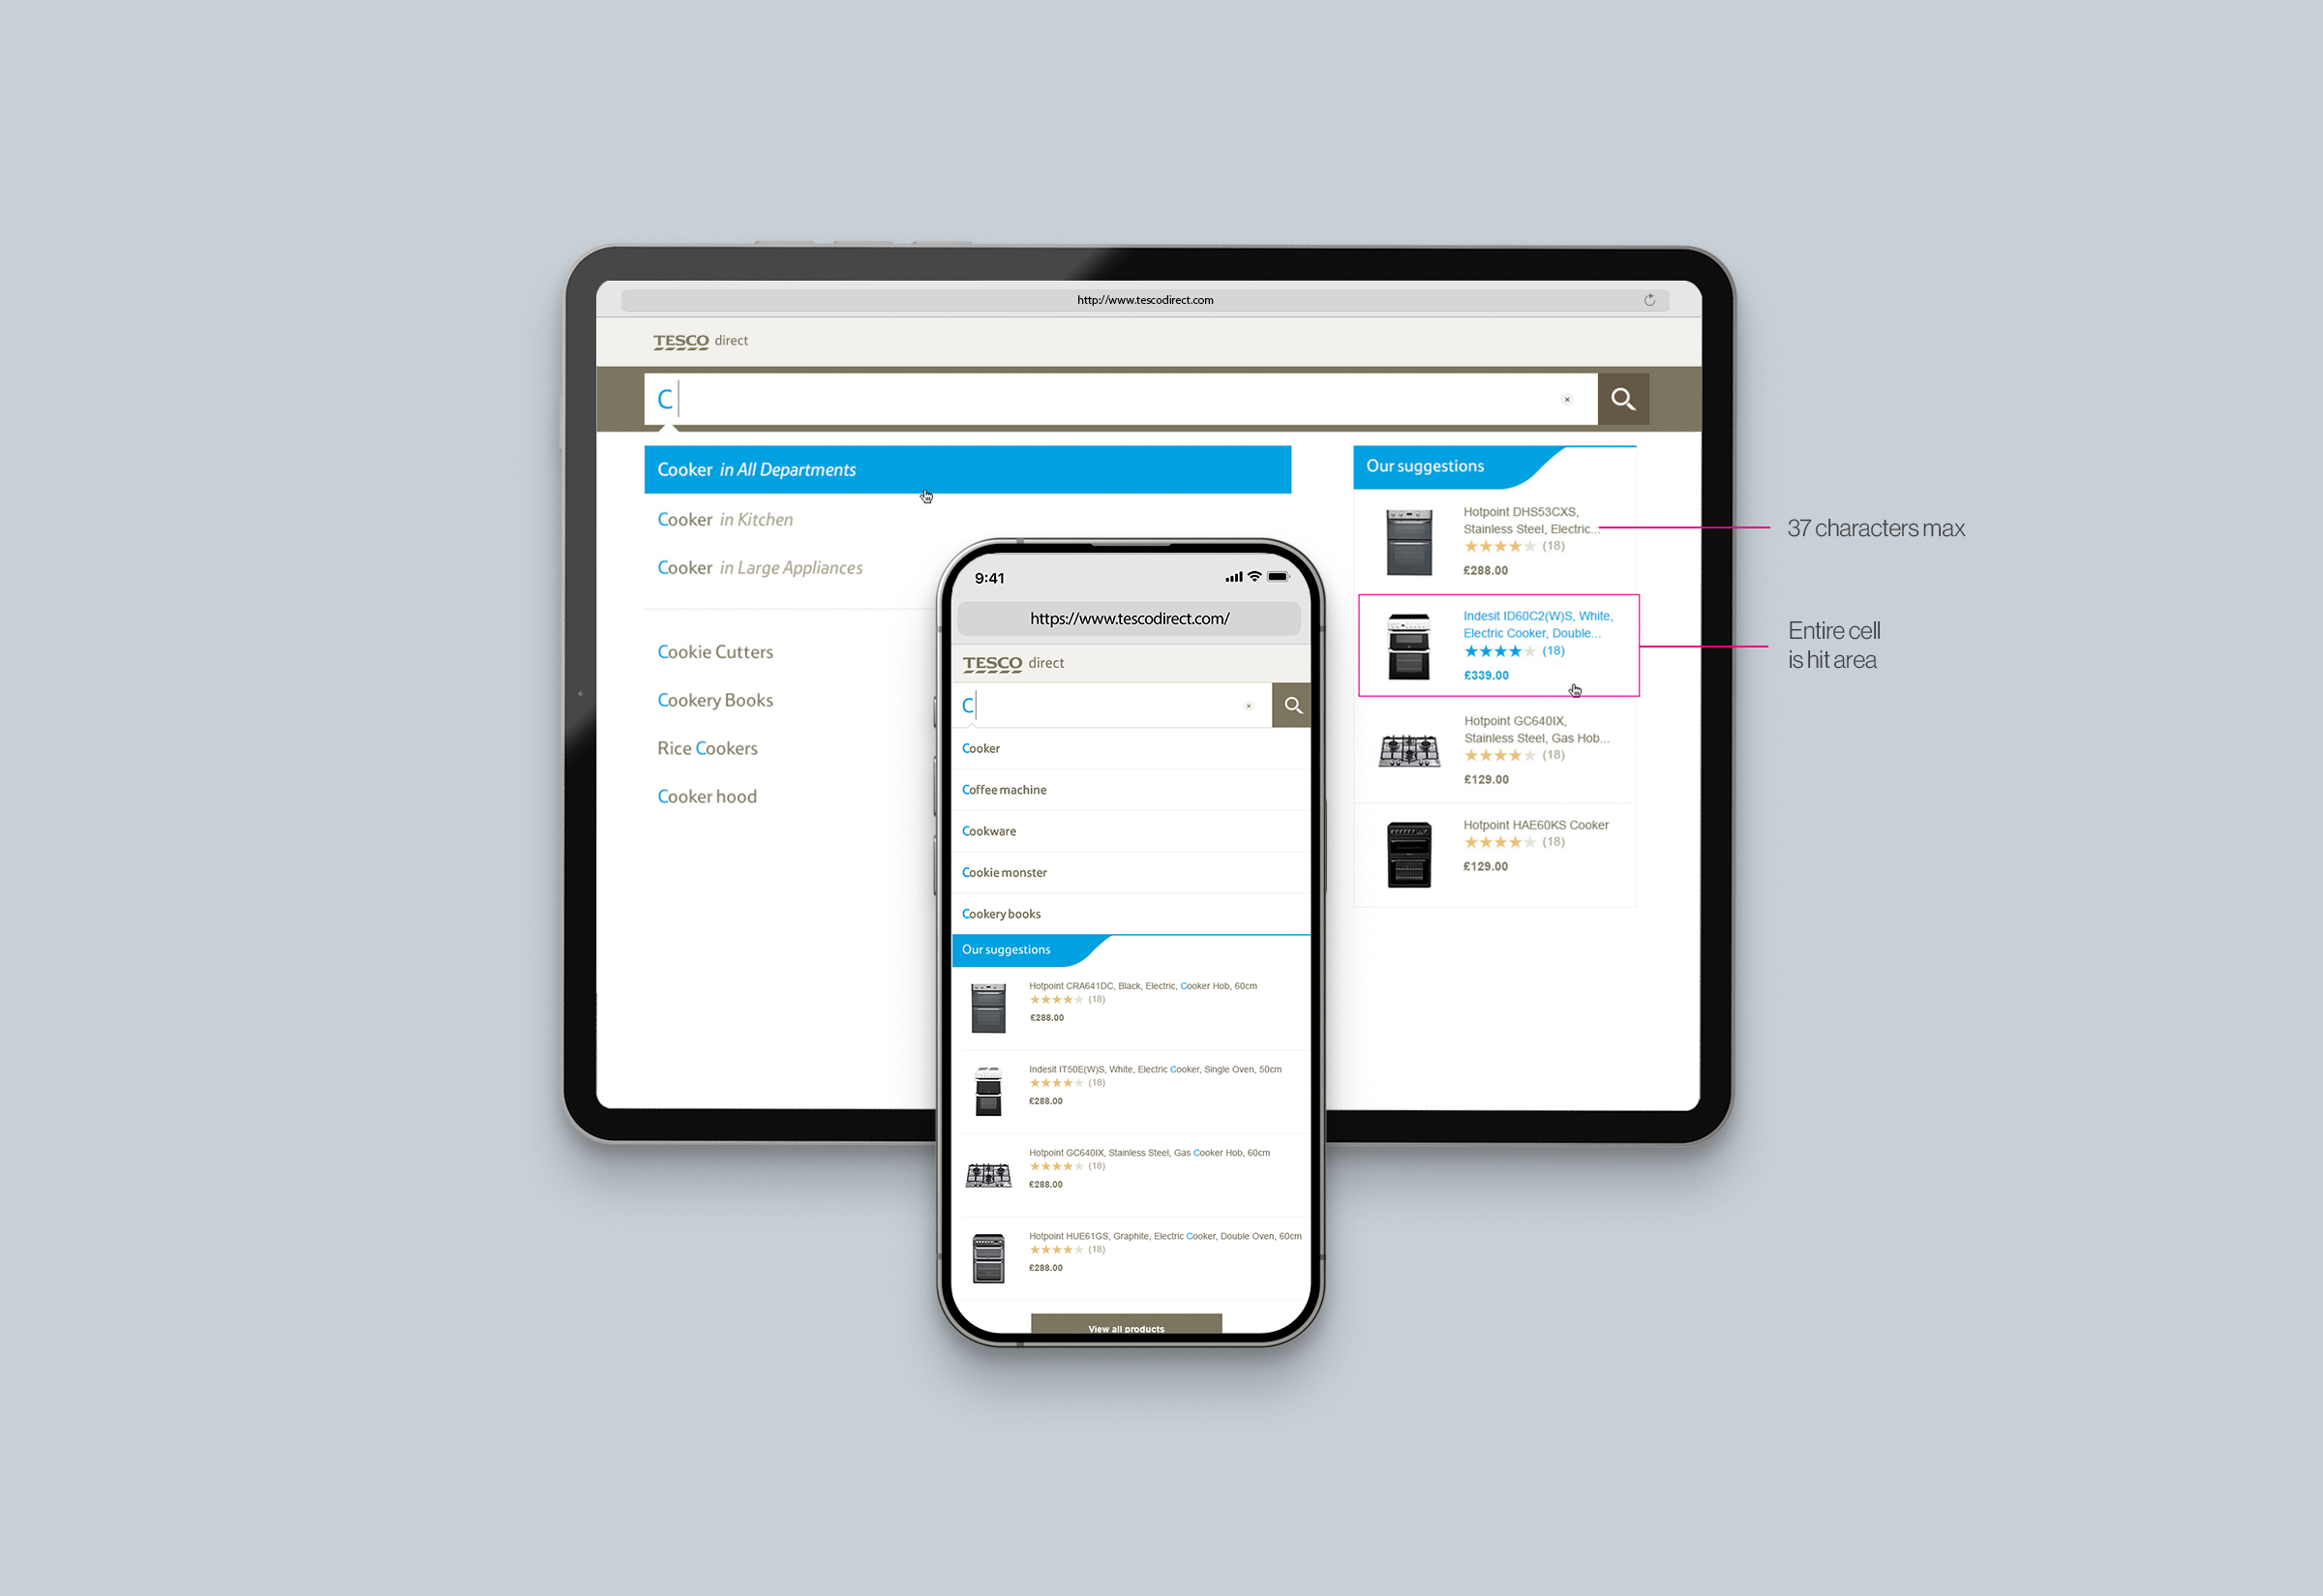 http://www.tescodirect.com
TESCO direct
C
Cooker in All Departments
Cooker in Kitchen
Cooker in Large Appliances
Cookie Cutters
Cookery Books
Rice Cookers
Cooker hood
Our suggestions
Hotpoint DHS53CXS,
Stainless Steel, Electric...
(18)
£288.00
Indesit ID60C2(W)S, White,
Electric Cooker, Double...
(18)
£339.00
Hotpoint GC640IX,
Stainless Steel, Gas Hob...
(18)
£129.00
Hotpoint HAE60KS Cooker
(18)
£129.00
37 characters max
Entire cell
is hit area
9:41
https://www.tescodirect.com/
TESCO direct
C
Cooker
Coffee machine
Cookware
Cookie monster
Cookery books
Our suggestions
Hotpoint CRA641DC, Black, Electric, Cooker Hob, 60cm
(18)
£288.00
Indesit IT50E(W)S, White, Electric Cooker, Single Oven, 50cm
(18)
£288.00
Hotpoint GC640IX, Stainless Steel, Gas Cooker Hob, 60cm
(18)
£288.00
Hotpoint HUE61GS, Graphite, Electric Cooker, Double Oven, 60cm
(18)
£288.00
View all products